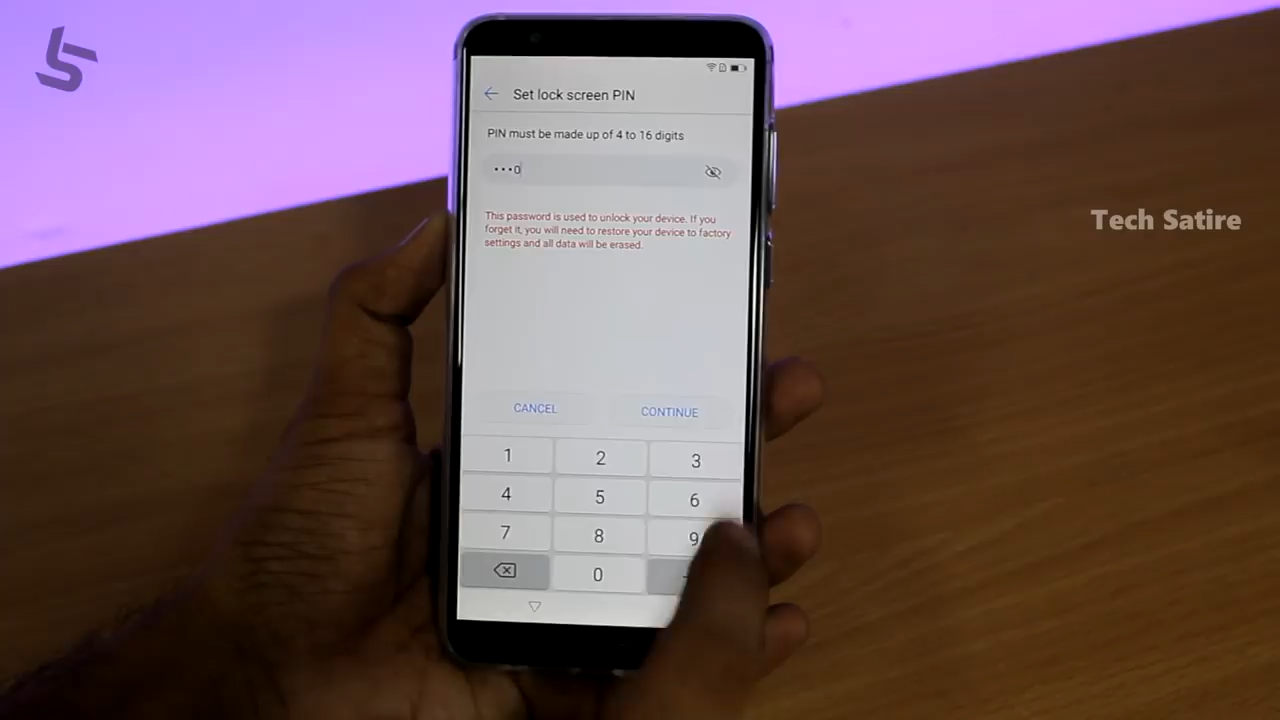 Set lock screen PIN
PIN must be made up of 4 to 16 digits
•••0
This password is used to unlock your device. If you
forget it, you will need to restore your device to factory
settings and all data will be erased.
CANCEL CONTINUE
1 2 3
4 5 6
7 8 9
0
Tech Satire